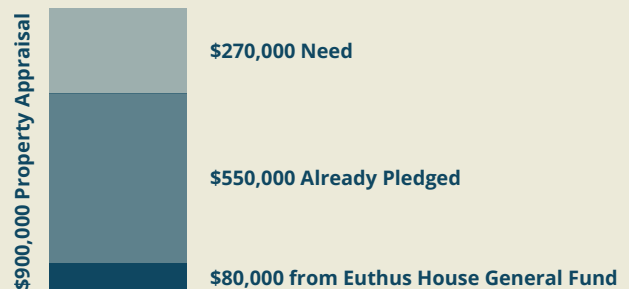 $900,000 Property Appraisal
$270,000 Need
$550,000 Already Pledged
$80,000 from Euthus House General Fund